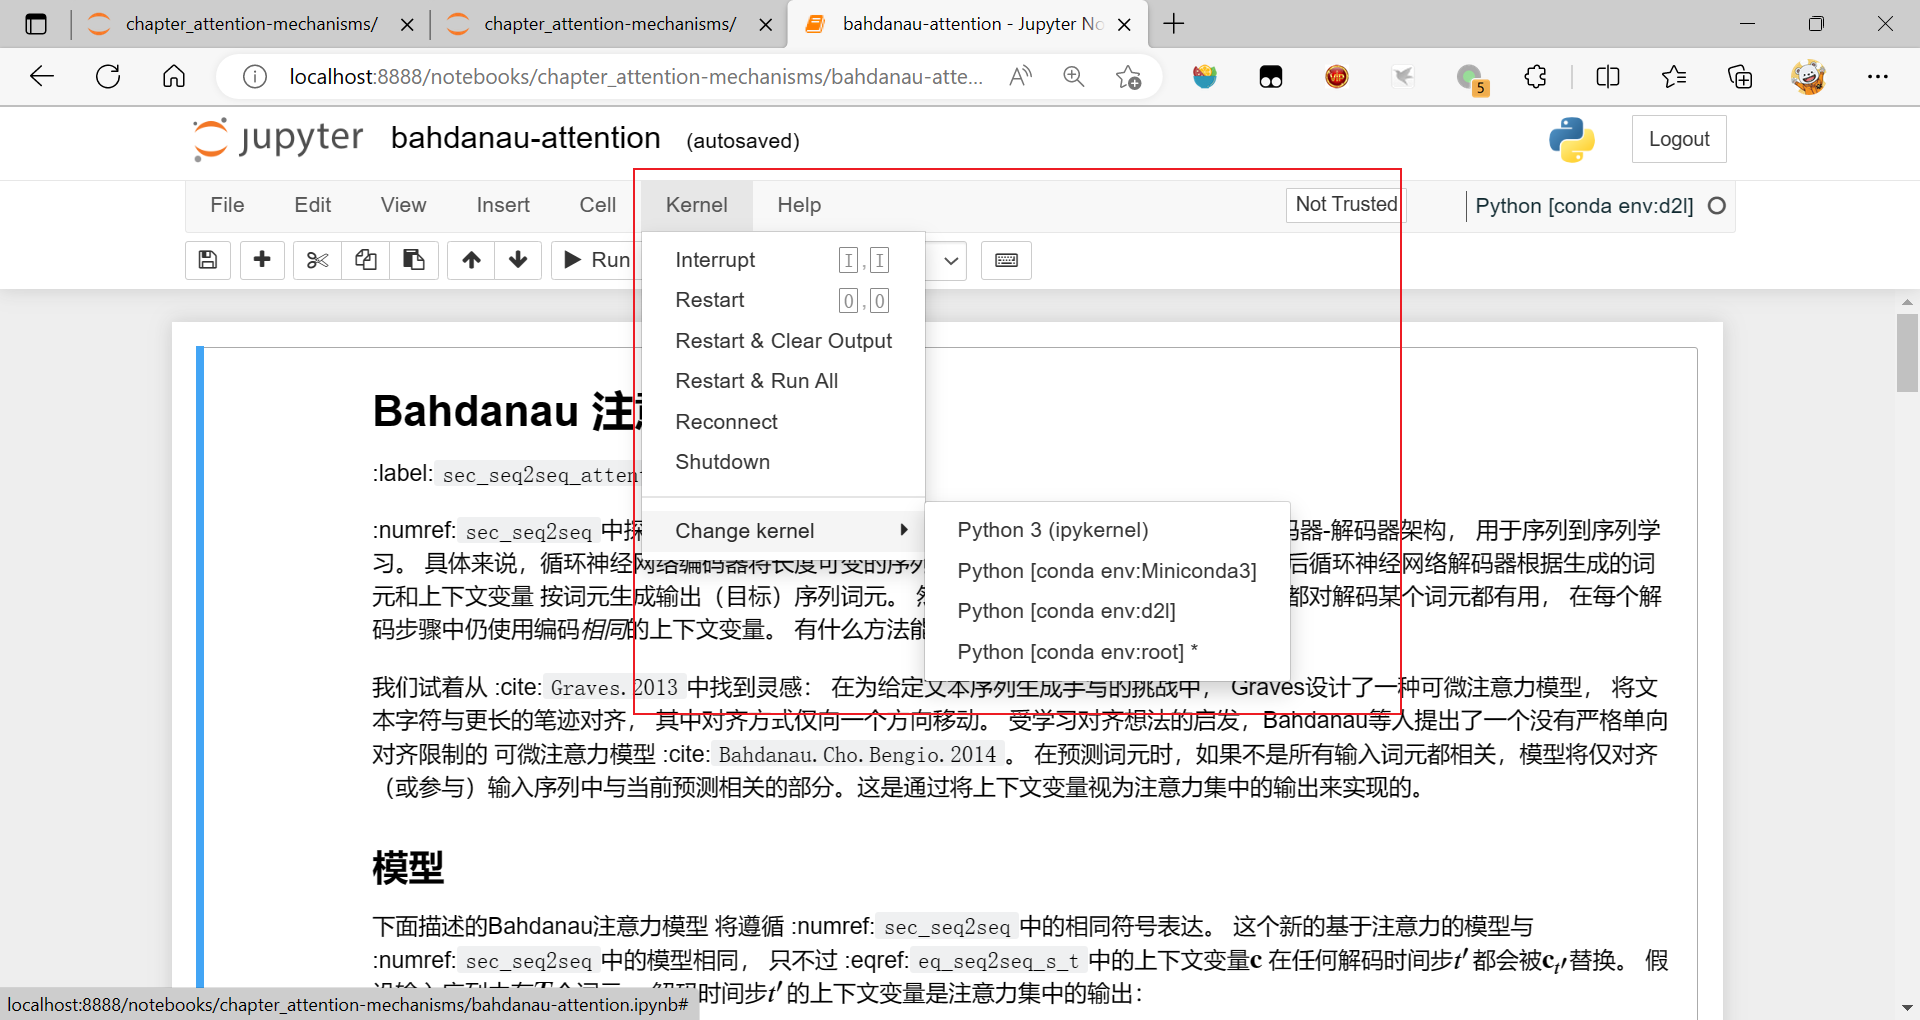 chapter_attention-mechanisms/
chapter_attention-mechanisms/
bahdanau-attention - Jupyter No
localhost:8888/notebooks/chapter_attention-mechanisms/bahdanau-atte...
VIP
5
jupyter bahdanau-attention (autosaved)
Logout
File Edit View Insert Cell Kernel Help
Not Trusted
Python [conda env:d2l]
Run
Interrupt I,I
Restart 0,0
Restart & Clear Output
Restart & Run All
Reconnect
Shutdown
Change kernel
Python 3 (ipykernel)
Python [conda env:Miniconda3]
Python [conda env:d2l]
Python [conda env:root] *
Bahdanau 注
:label: sec_seq2seq_atten
:numref: sec_seq2seq 中探 码器-解码器架构， 用于序列到序列学
习。 具体来说，循环神经网络编码器将长度可变的序列 后循环神经网络解码器根据生成的词
元和上下文变量 按词元生成输出（目标）序列词元。 都对解码某个词元都有用， 在每个解
码步骤中仍使用编码相同的上下文变量。 有什么方法能
我们试着从 :cite: Graves.2013 中找到灵感： 在为给定文本序列生成手写的挑战中， Graves设计了一种可微注意力模型， 将文
本字符与更长的笔迹对齐， 其中对齐方式仅向一个方向移动。 受学习对齐想法的启发，Bahdanau等人提出了一个没有严格单向
对齐限制的 可微注意力模型 :cite: Bahdanau.Cho.Bengio.2014 。 在预测词元时，如果不是所有输入词元都相关，模型将仅对齐
（或参与）输入序列中与当前预测相关的部分。这是通过将上下文变量视为注意力集中的输出来实现的。
模型
下面描述的Bahdanau注意力模型 将遵循 :numref: sec_seq2seq 中的相同符号表达。 这个新的基于注意力的模型与
:numref: sec_seq2seq 中的模型相同， 只不过 :eqref: eq_seq2seq_s_t 中的上下文变量c 在任何解码时间步t′ 都会被c_t′替换。 假
时间步t′ 的上下文变量是注意力集中的输出：
localhost:8888/notebooks/chapter_attention-mechanisms/bahdanau-attention.ipynb#